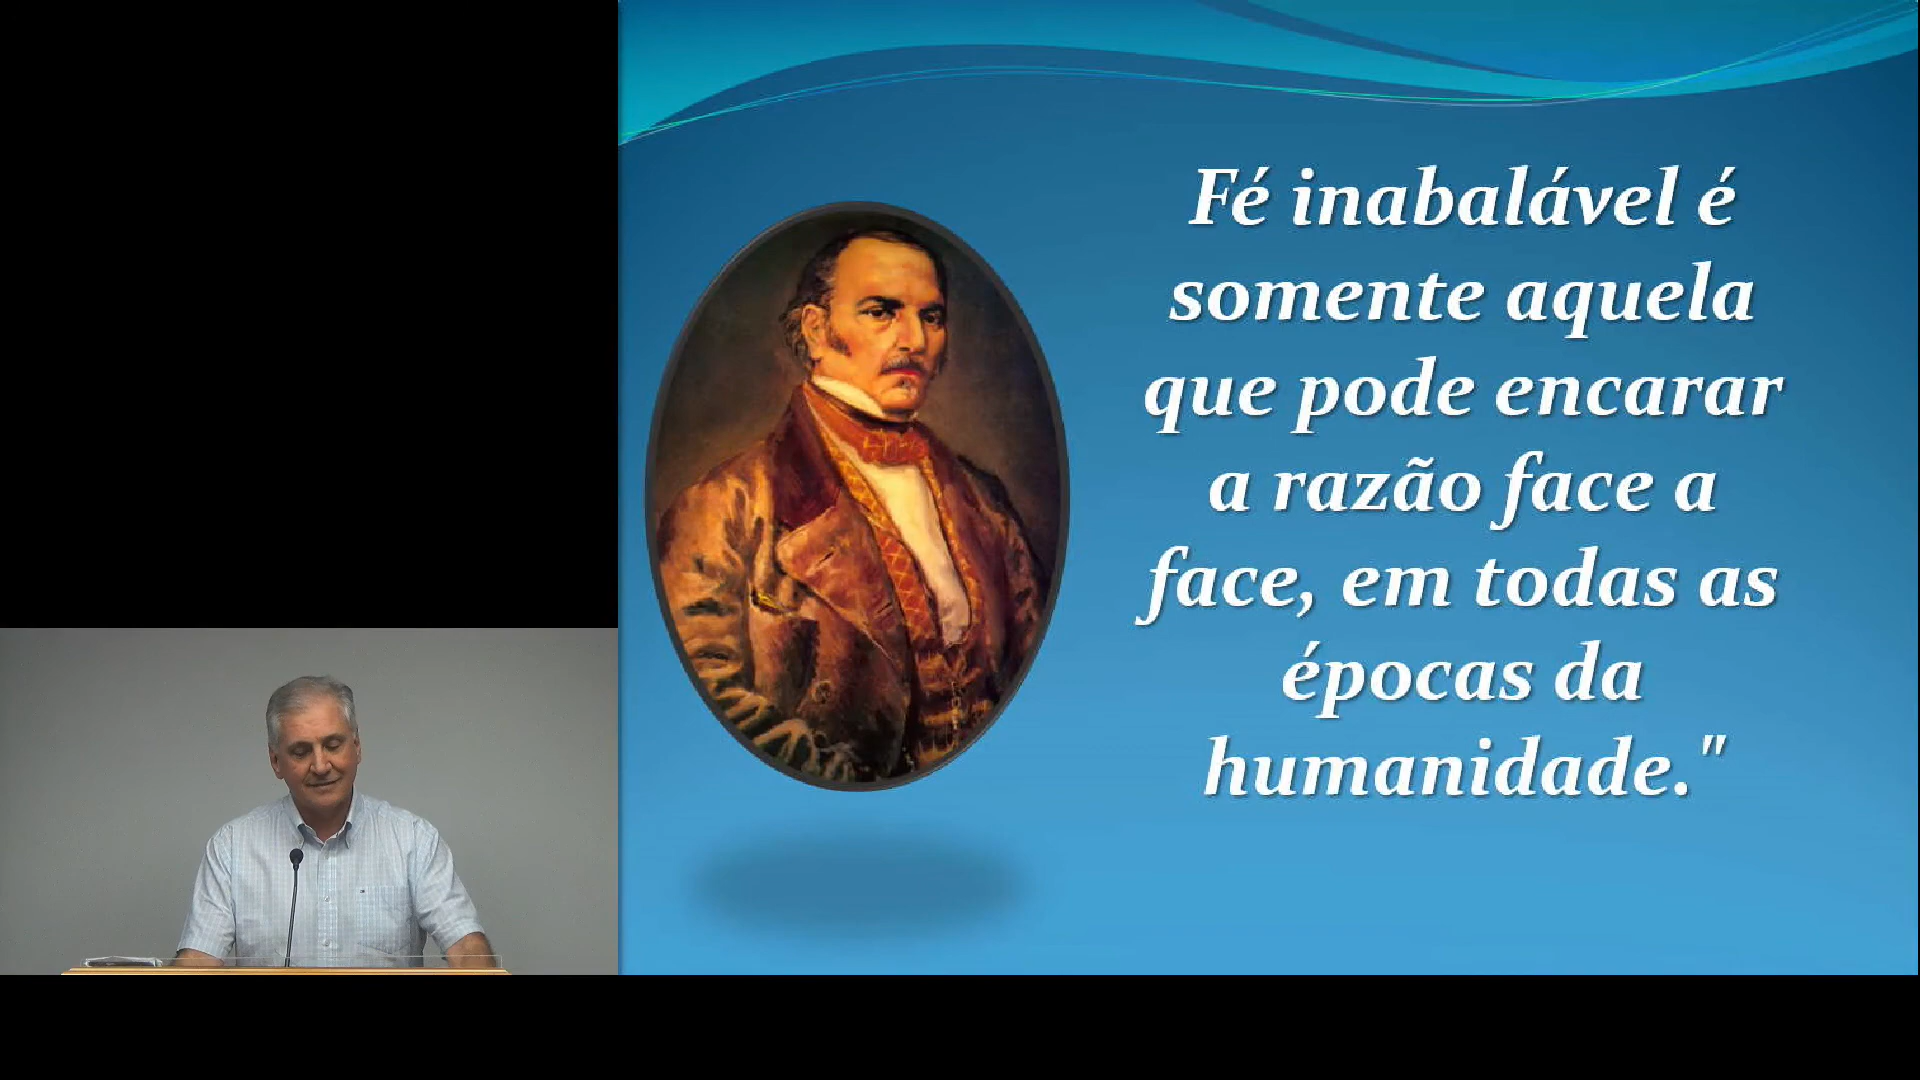 Fé inabalável é
somente aquela
que pode encarar
a razão face a
face, em todas as
épocas da
humanidade."